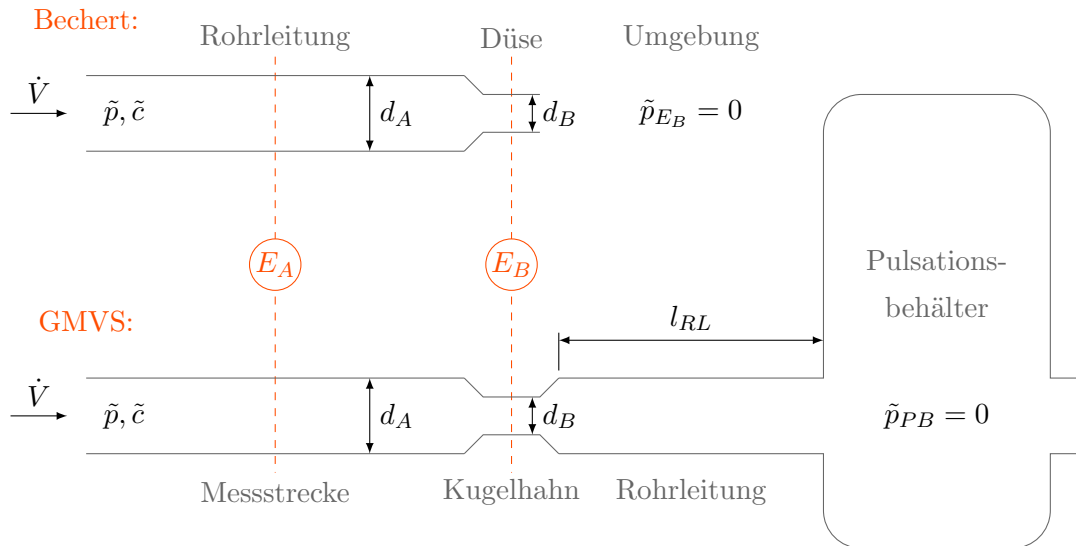 Bechert:
Rohrleitung
Düse
Umgebung
V̇
p̃, c̃
d_A
d_B
p̃_{E_B} = 0
E_A
E_B
Pulsations-
behälter
GMVS:
l_{RL}
V̇
p̃, c̃
d_A
d_B
p̃_{PB} = 0
Messstrecke
Kugelhahn
Rohrleitung